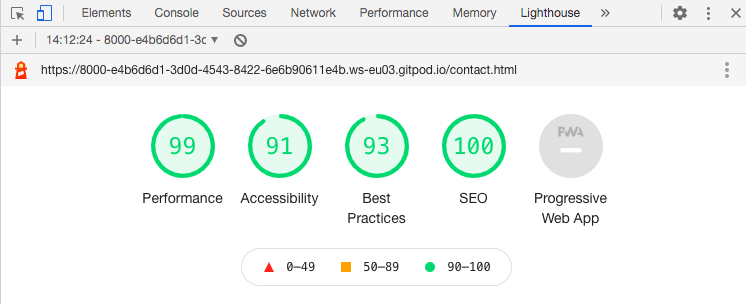 Elements Console Sources Network Performance Memory Lighthouse »
+ 14:12:24 - 8000-e4b6d6d1-3c ▼
https://8000-e4b6d6d1-3d0d-4543-8422-6e6b90611e4b.ws-eu03.gitpod.io/contact.html
99 91 93 100 PWA
Performance Accessibility Best Practices SEO Progressive Web App
0–49 50–89 90–100